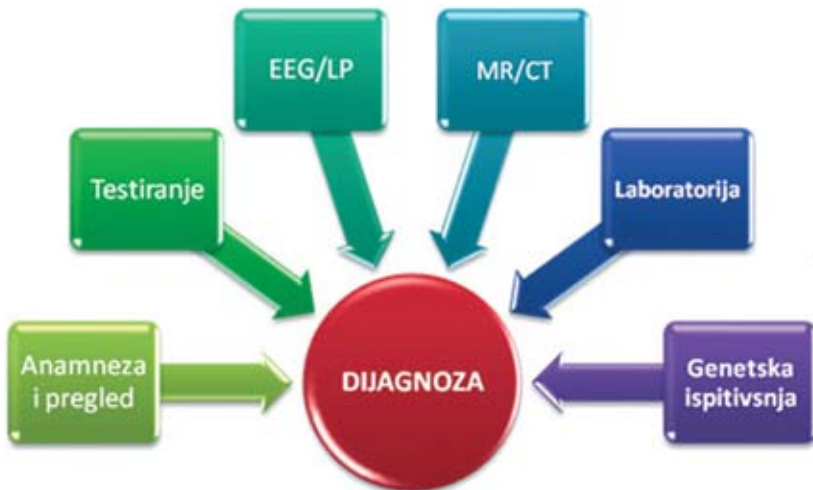 EEG/LP
MR/CT
Testiranje
Laboratorija
Anamneza
i pregled
DIJAGNOZA
Genetska
ispitivsnja